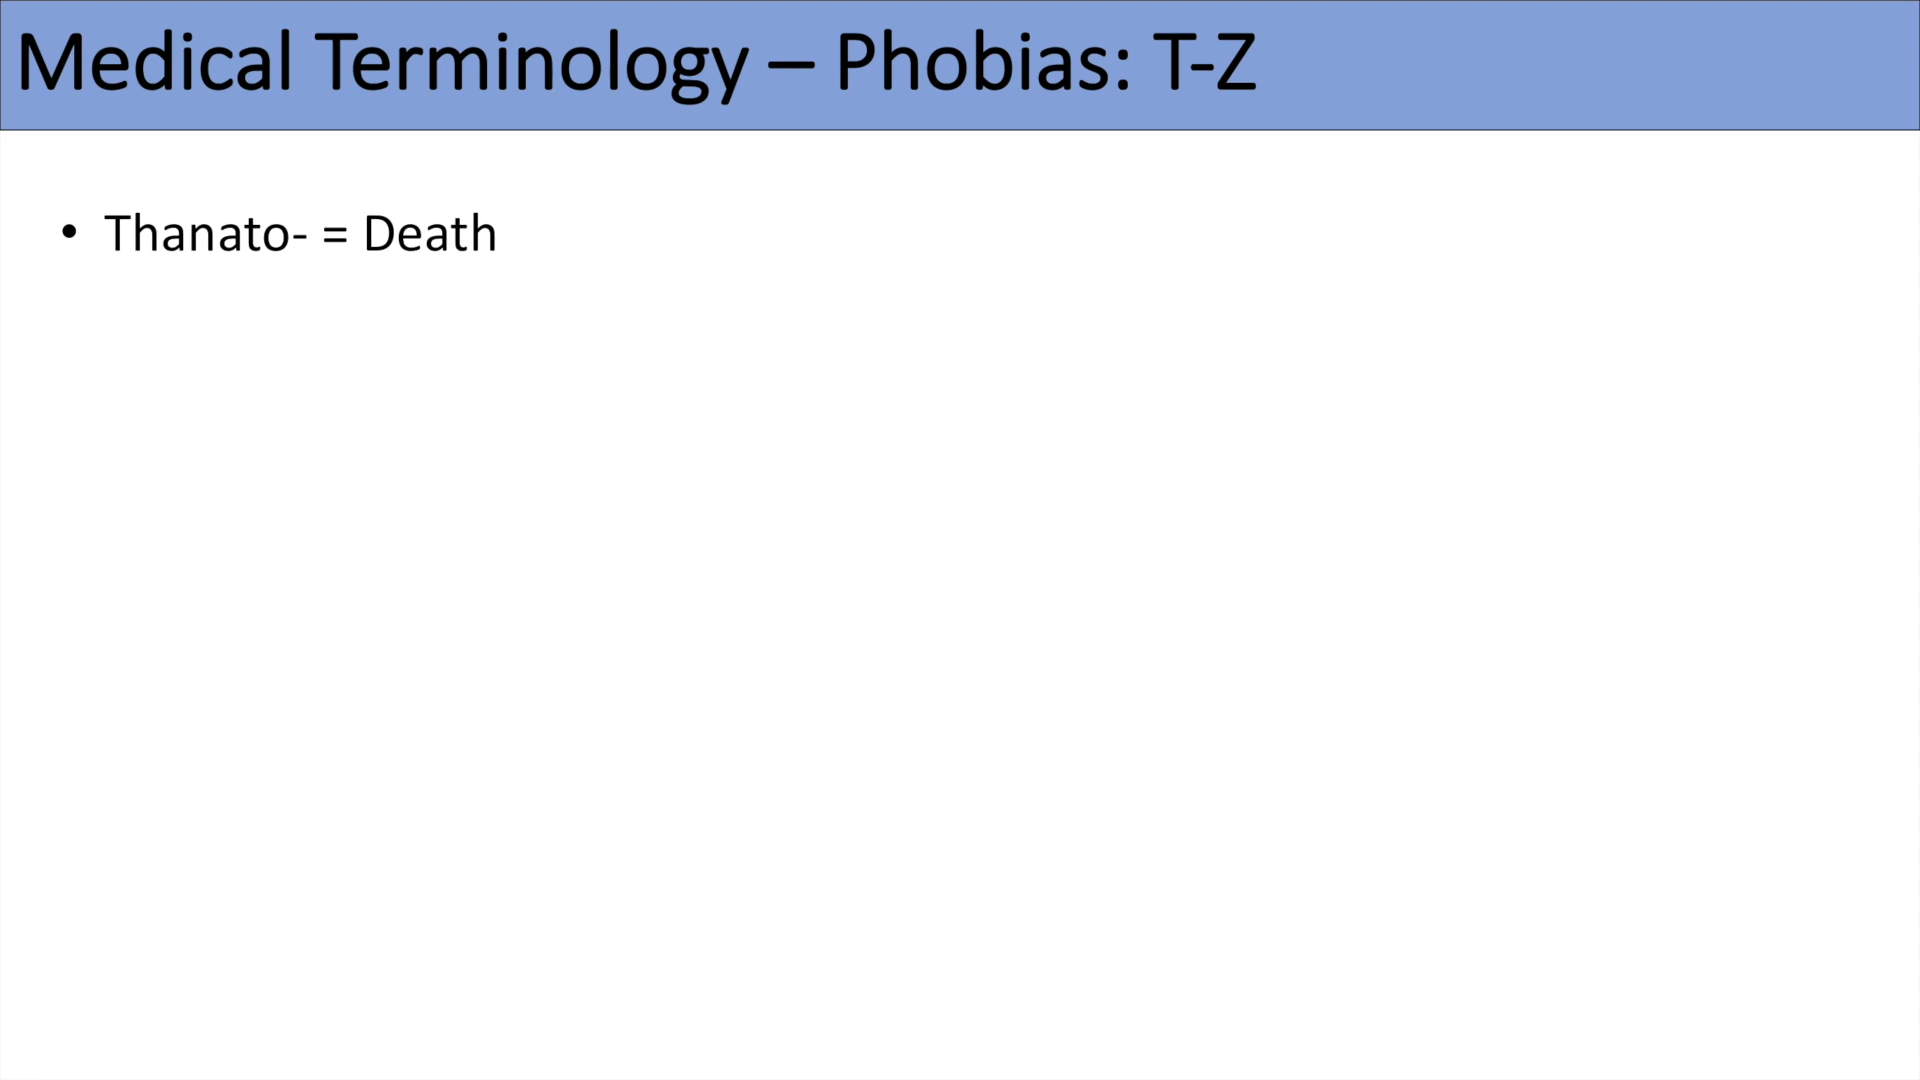 Medical Terminology – Phobias: T-Z
• Thanato- = Death